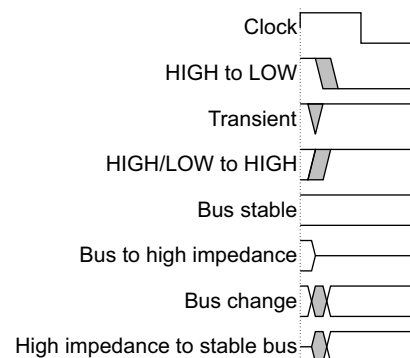 Clock
HIGH to LOW
Transient
HIGH/LOW to HIGH
Bus stable
Bus to high impedance
Bus change
High impedance to stable bus